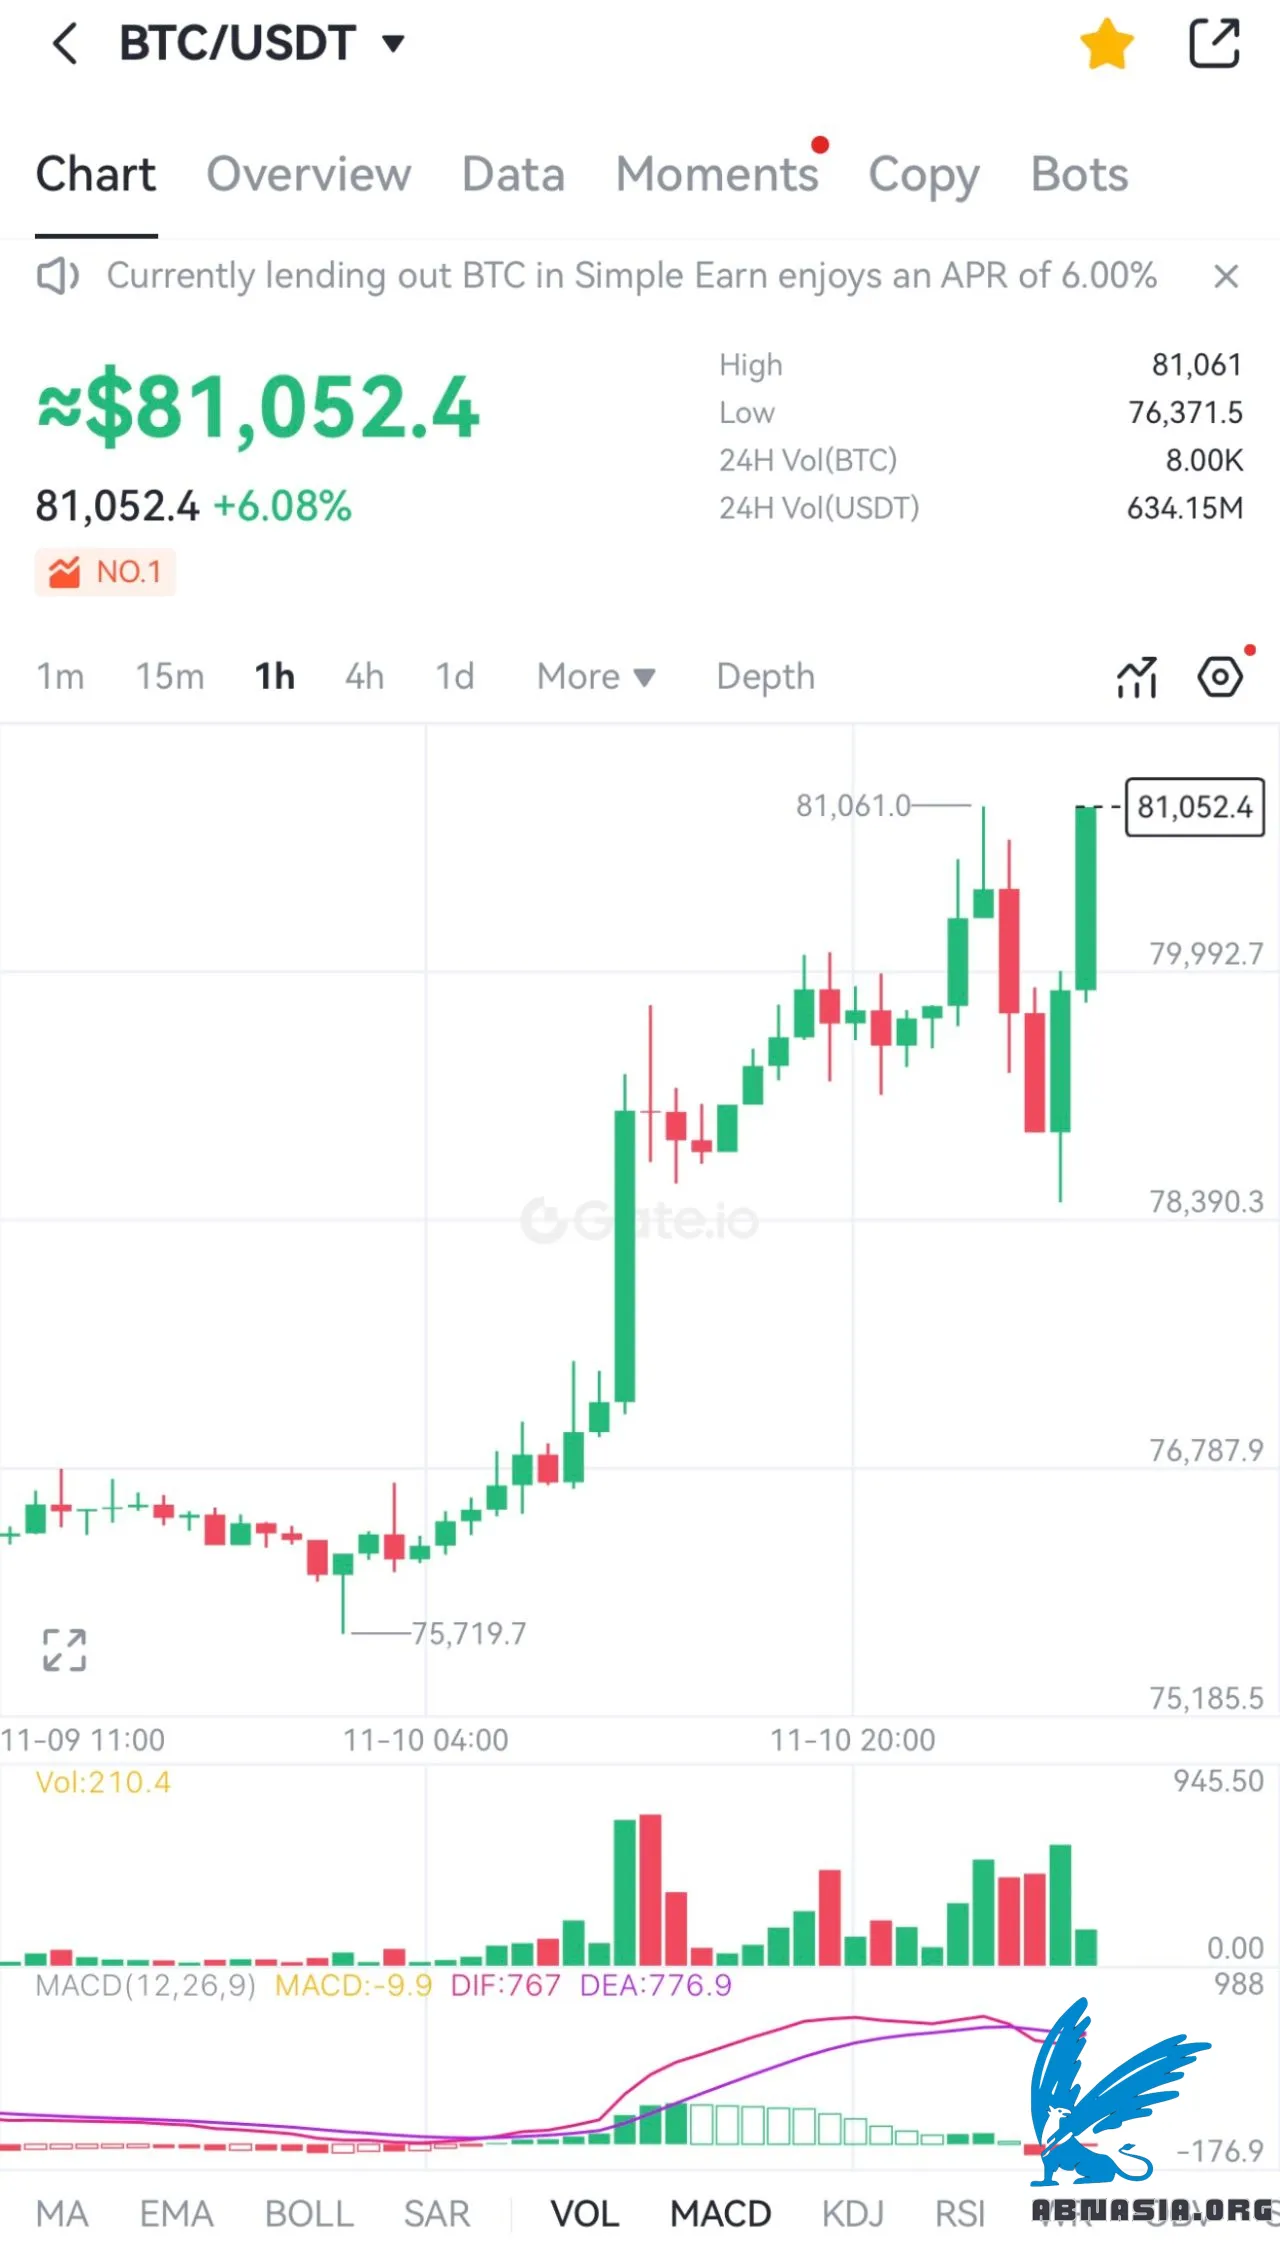 BTC/USDT
Chart Overview Data Moments Copy Bots
Currently lending out BTC in Simple Earn enjoys an APR of 6.00%
≈$81,052.4
81,052.4 +6.08%
NO.1
High 81,061
Low 76,371.5
24H Vol(BTC) 8.00K
24H Vol(USDT) 634.15M
1m 15m 1h 4h 1d More Depth
81,061.0
81,052.4
79,992.7
Gate.io
78,390.3
76,787.9
75,719.7
75,185.5
11-09 11:00 11-10 04:00 11-10 20:00
Vol:210.4 945.50
0.00
MACD(12,26,9) MACD:-9.9 DIF:767 DEA:776.9 988
-176.9
MA EMA BOLL SAR VOL MACD KDJ RSI
ABNASIA.ORG